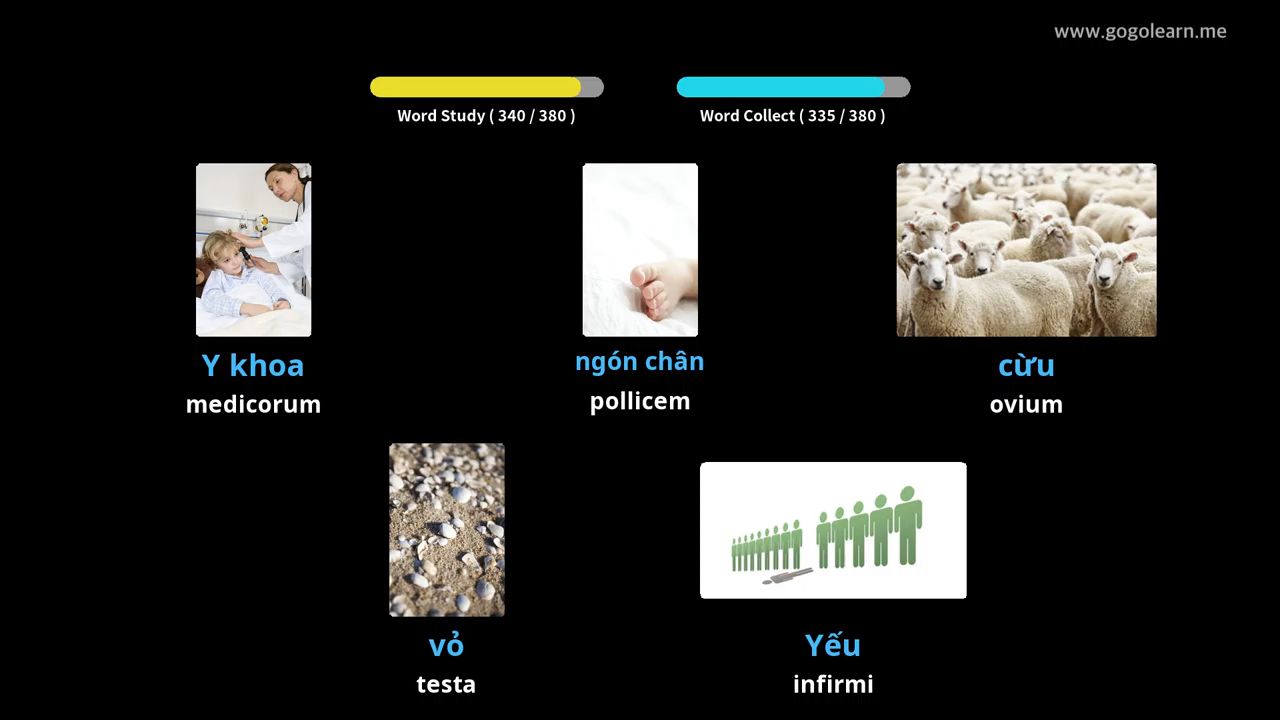 www.gogolearn.me
Word Study ( 340 / 380 )
Word Collect ( 335 / 380 )
Y khoa
medicorum
ngón chân
pollicem
cừu
ovium
vỏ
testa
Yếu
infirmi